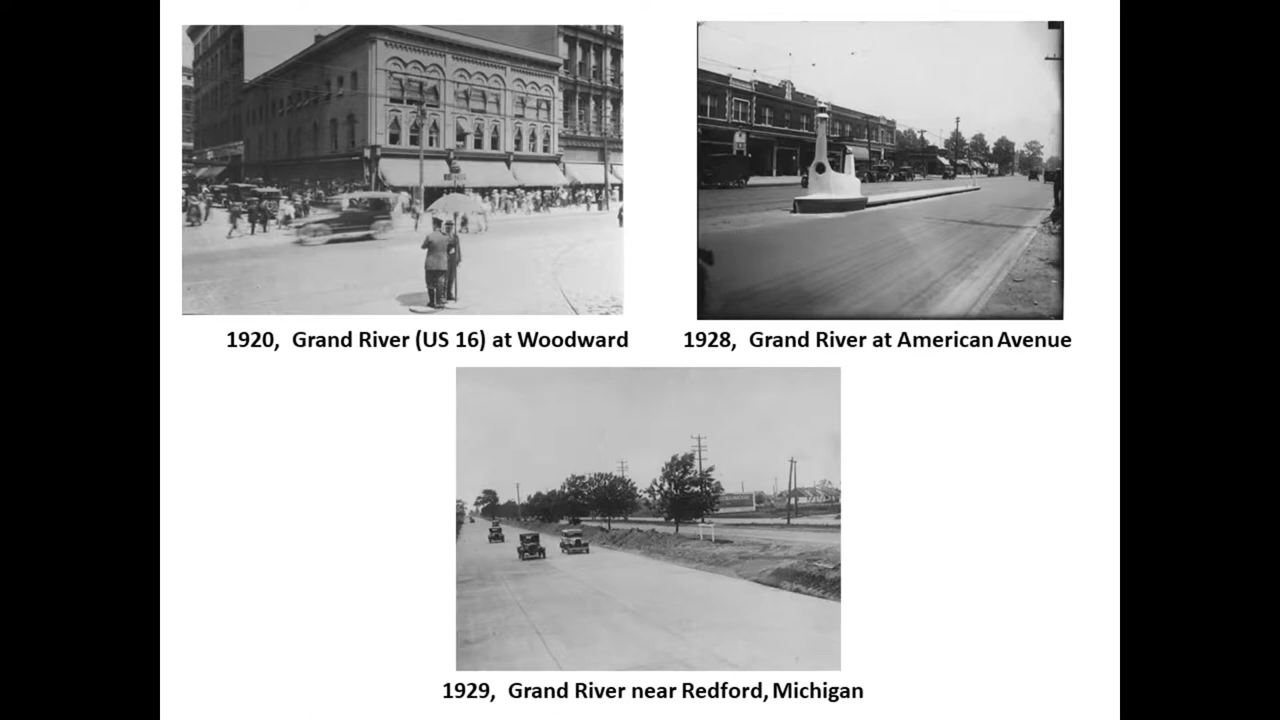 1920, Grand River (US 16) at Woodward
1928, Grand River at American Avenue
1929, Grand River near Redford, Michigan